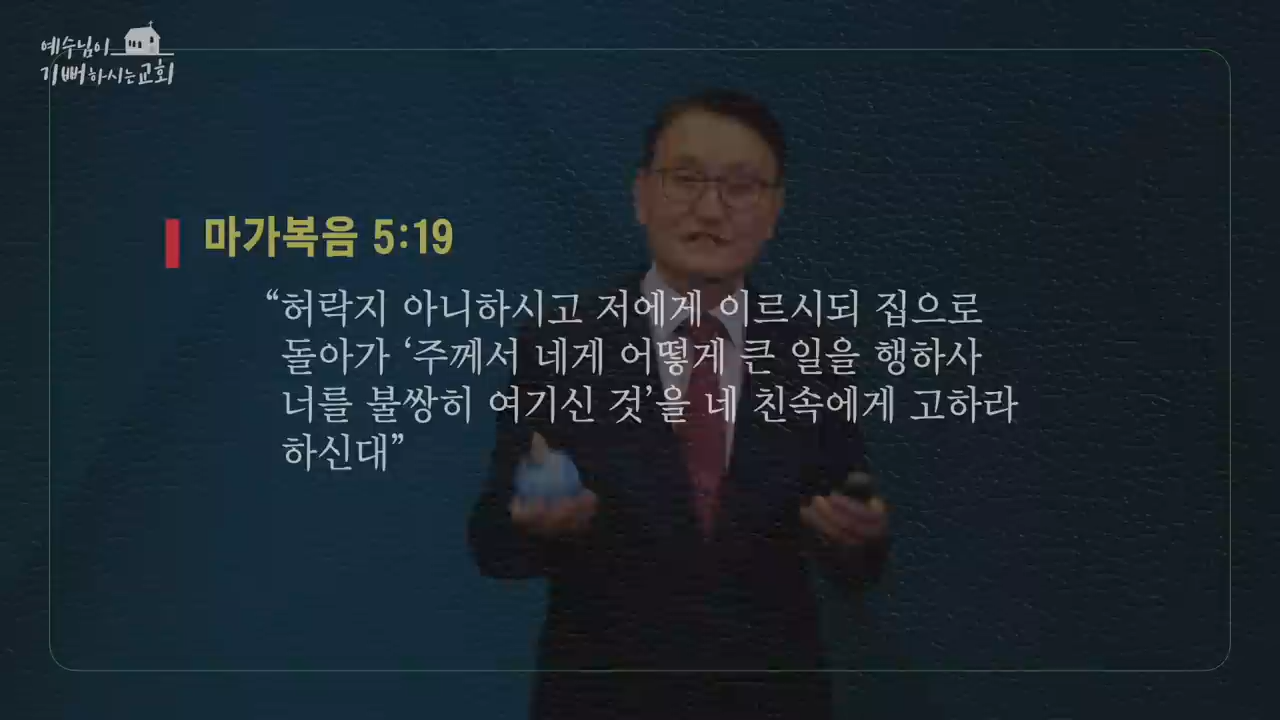 예수님이
기뻐하시는교회
마가복음 5:19
“허락지 아니하시고 저에게 이르시되 집으로
돌아가 ‘주께서 네게 어떻게 큰 일을 행하사
너를 불쌍히 여기신 것’을 네 친속에게 고하라
하신대”